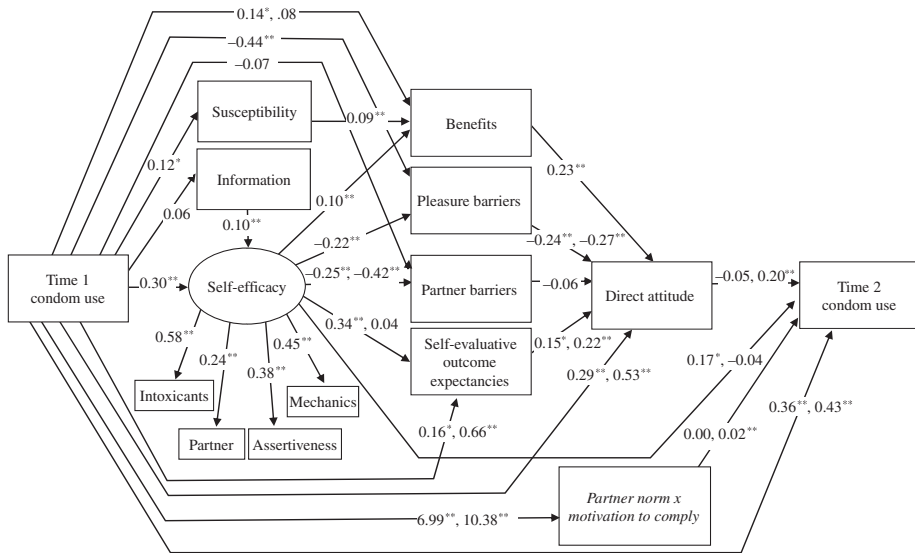 0.14*, .08
–0.44**
–0.07
Susceptibility
0.09**
Benefits
0.12*
Information
0.23**
0.10**
Pleasure barriers
0.06
0.10**
–0.22**
–0.24**, –0.27**
Time 1
condom use
0.30**
Self-efficacy
–0.25**, –0.42**
Partner barriers
–0.06
Direct attitude
–0.05, 0.20**
Time 2
condom use
0.34**, 0.04
0.58**
0.24**
0.45**
0.38**
Self-evaluative
outcome
expectancies
0.15*, 0.22**
0.17*, –0.04
0.29**, 0.53**
Intoxicants
Mechanics
0.36**, 0.43**
0.16*, 0.66**
0.00, 0.02**
Partner
Assertiveness
Partner norm x
motivation to comply
6.99**, 10.38**